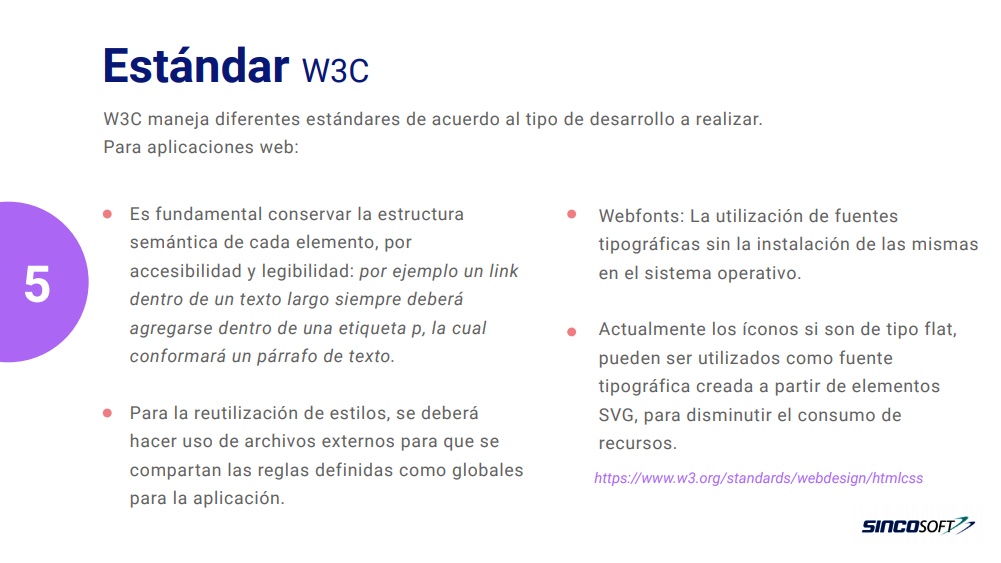 Estándar W3C
W3C maneja diferentes estándares de acuerdo al tipo de desarrollo a realizar.
Para aplicaciones web:
5
Es fundamental conservar la estructura
semántica de cada elemento, por
accesibilidad y legibilidad: por ejemplo un link
dentro de un texto largo siempre deberá
agregarse dentro de una etiqueta p, la cual
conformará un párrafo de texto.
Para la reutilización de estilos, se deberá
hacer uso de archivos externos para que se
compartan las reglas definidas como globales
para la aplicación.
Webfonts: La utilización de fuentes
tipográficas sin la instalación de las mismas
en el sistema operativo.
Actualmente los íconos si son de tipo flat,
pueden ser utilizados como fuente
tipográfica creada a partir de elementos
SVG, para disminutir el consumo de
recursos.
https://www.w3.org/standards/webdesign/htmlcss
SINCOSOFT